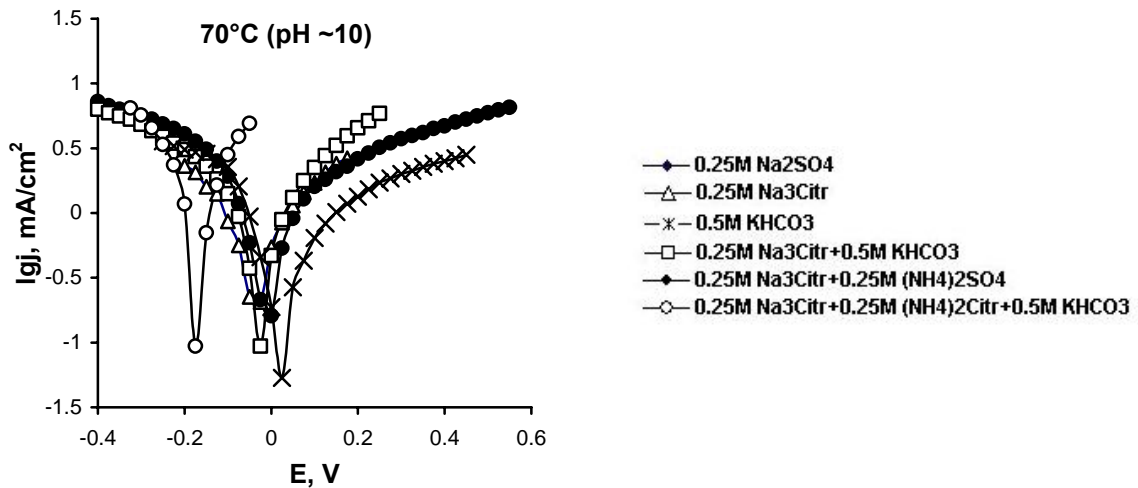 70°C (pH ~10)
1.5
1
0.5
0
-0.5
-1
-1.5
lgj, mA/cm2
-0.4
-0.2
0
0.2
0.4
0.6
E, V
0.25M Na2SO4
0.25M Na3Citr
0.5M KHCO3
0.25M Na3Citr+0.5M KHCO3
0.25M Na3Citr+0.25M (NH4)2SO4
0.25M Na3Citr+0.25M (NH4)2Citr+0.5M KHCO3